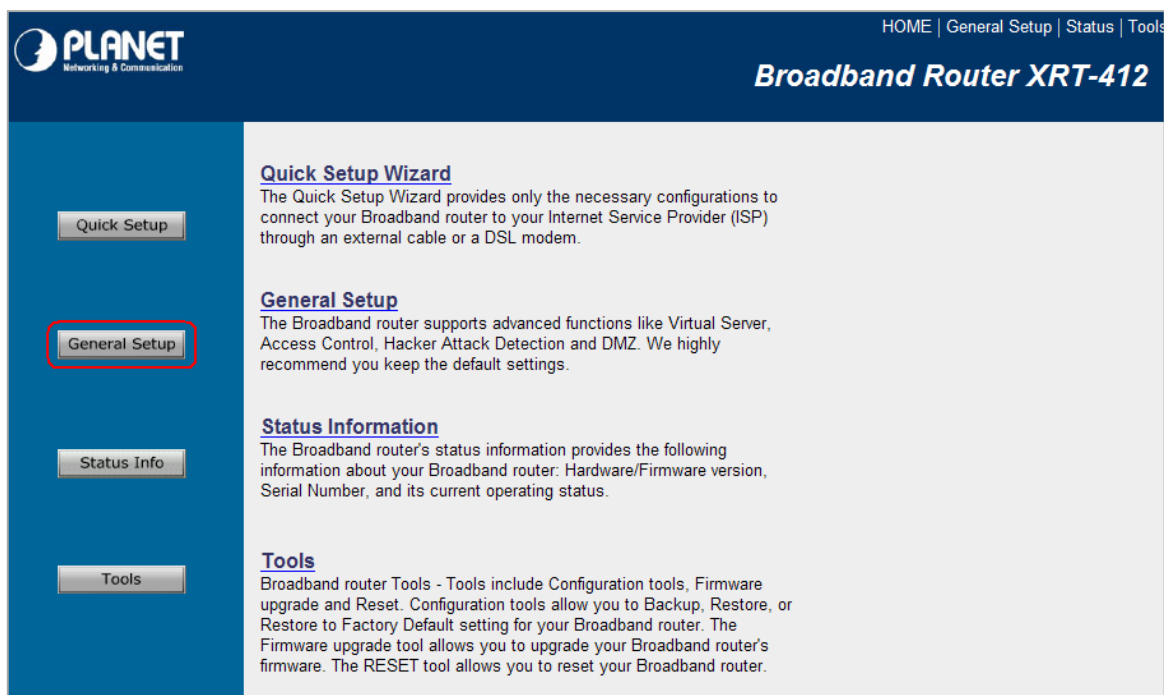 PLANET
Networking & Communication
HOME | General Setup | Status | Tools
Broadband Router XRT-412
Quick Setup
Quick Setup Wizard
The Quick Setup Wizard provides only the necessary configurations to
connect your Broadband router to your Internet Service Provider (ISP)
through an external cable or a DSL modem.
General Setup
General Setup
The Broadband router supports advanced functions like Virtual Server,
Access Control, Hacker Attack Detection and DMZ. We highly
recommend you keep the default settings.
Status Info
Status Information
The Broadband router's status information provides the following
information about your Broadband router: Hardware/Firmware version,
Serial Number, and its current operating status.
Tools
Tools
Broadband router Tools - Tools include Configuration tools, Firmware
upgrade and Reset. Configuration tools allow you to Backup, Restore, or
Restore to Factory Default setting for your Broadband router. The
Firmware upgrade tool allows you to upgrade your Broadband router's
firmware. The RESET tool allows you to reset your Broadband router.